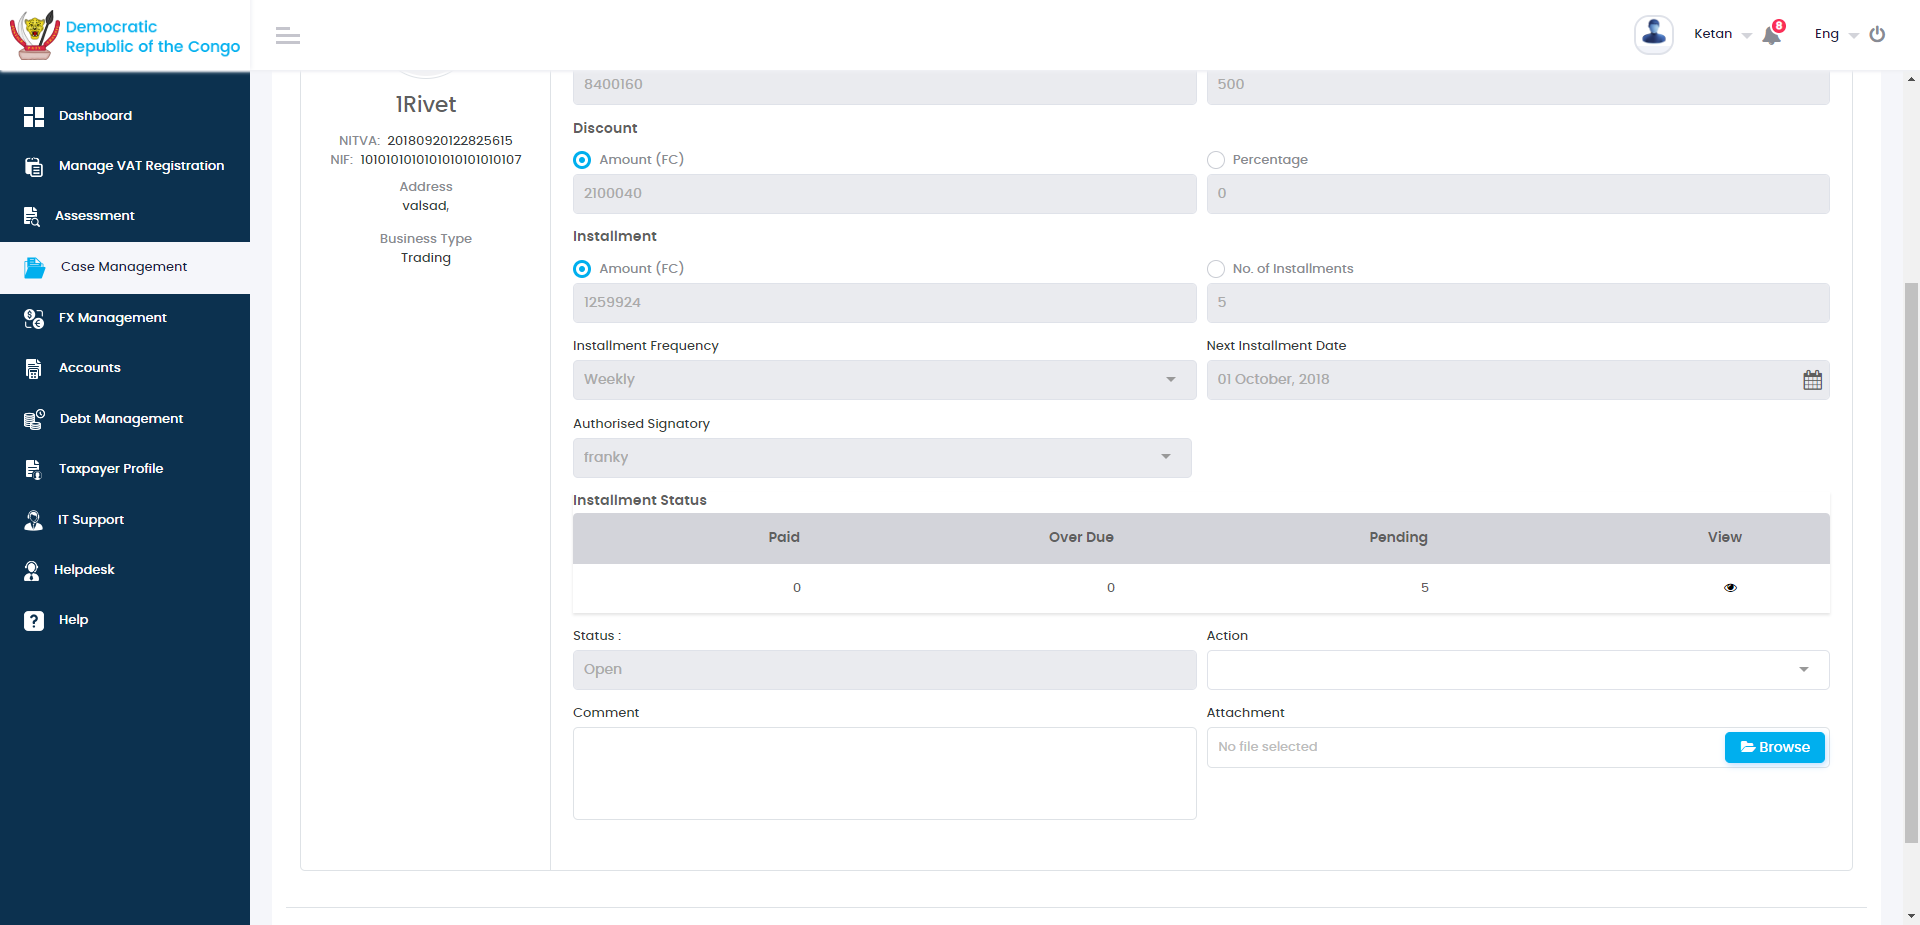 Democratic
Republic of the Congo
Ketan
8
Eng
Dashboard
Manage VAT Registration
Assessment
Case Management
FX Management
Accounts
Debt Management
Taxpayer Profile
IT Support
Helpdesk
Help
1Rivet
NITVA: 20180920122825615
NIF: 1010101010101010101010107
Address
valsad,
Business Type
Trading
8400160
500
Discount
Amount (FC)
Percentage
2100040
0
Installment
Amount (FC)
No. of Installments
1259924
5
Installment Frequency
Next Installment Date
Weekly
01 October, 2018
Authorised Signatory
franky
Installment Status
Paid Over Due Pending View
0 0 5
Status :
Action
Open
Comment
Attachment
No file selected
Browse